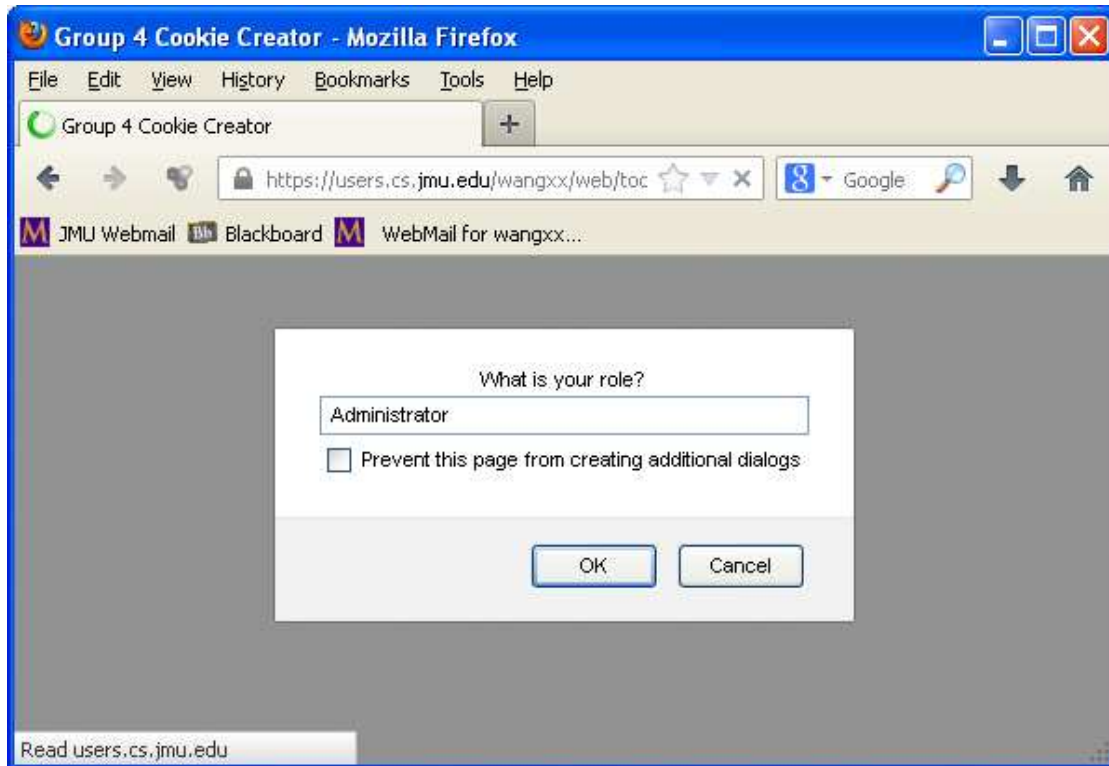 Group 4 Cookie Creator - Mozilla Firefox
File Edit View History Bookmarks Tools Help
Group 4 Cookie Creator +
https://users.cs.jmu.edu/wangxx/web/toc 8 Google
M JMU Webmail Bb Blackboard M WebMail for wangxx...
What is your role?
Administrator
Prevent this page from creating additional dialogs
OK Cancel
Read users.cs.jmu.edu